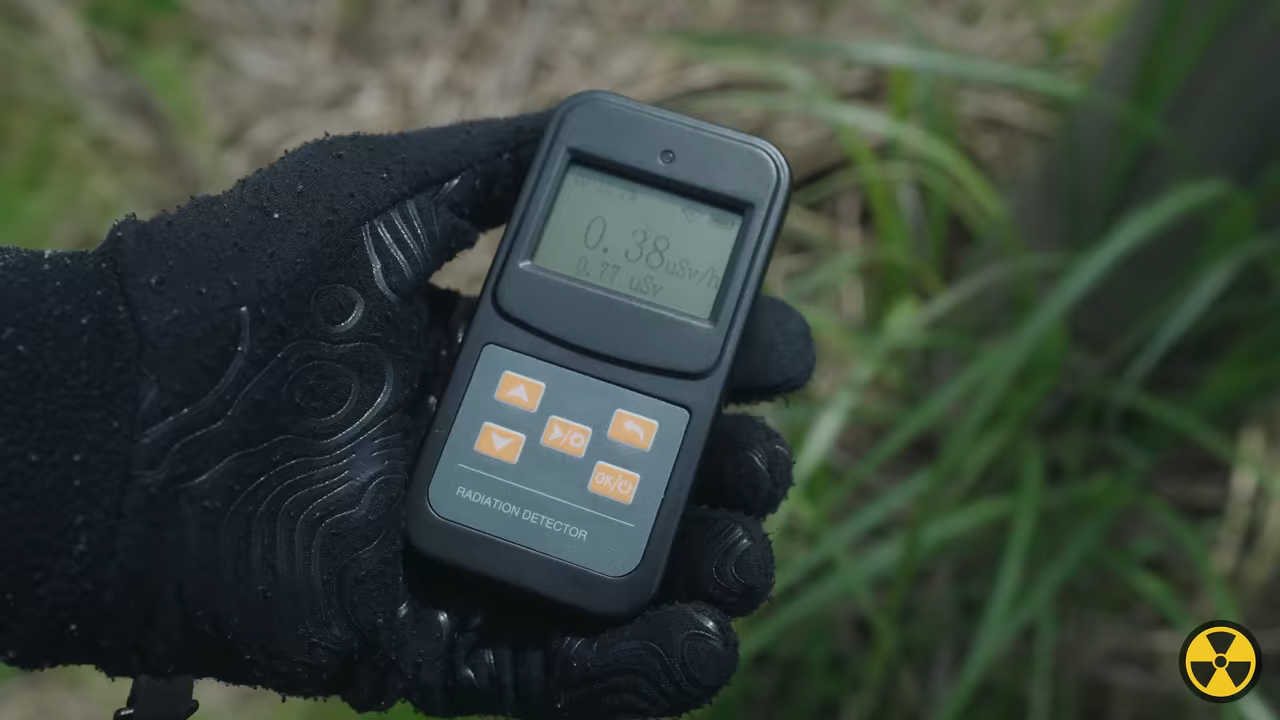 0.38 uSv/h
0.77 uSv
OK/⏻
RADIATION DETECTOR